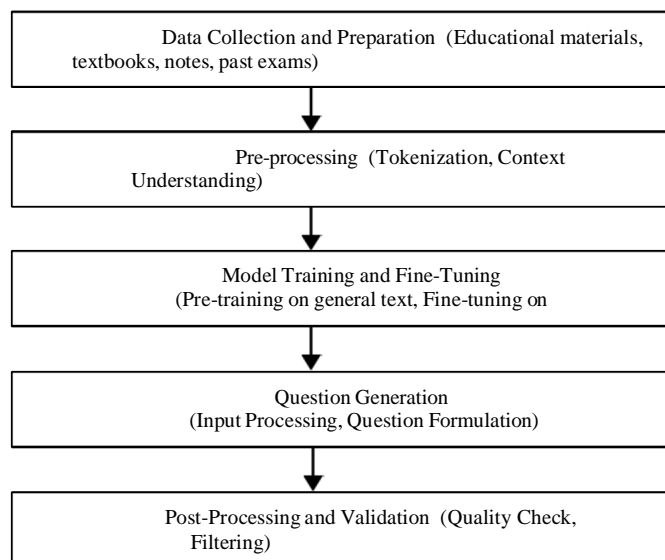 Data Collection and Preparation (Educational materials,
textbooks, notes, past exams)
Pre-processing (Tokenization, Context
Understanding)
Model Training and Fine-Tuning
(Pre-training on general text, Fine-tuning on
Question Generation
(Input Processing, Question Formulation)
Post-Processing and Validation (Quality Check,
Filtering)